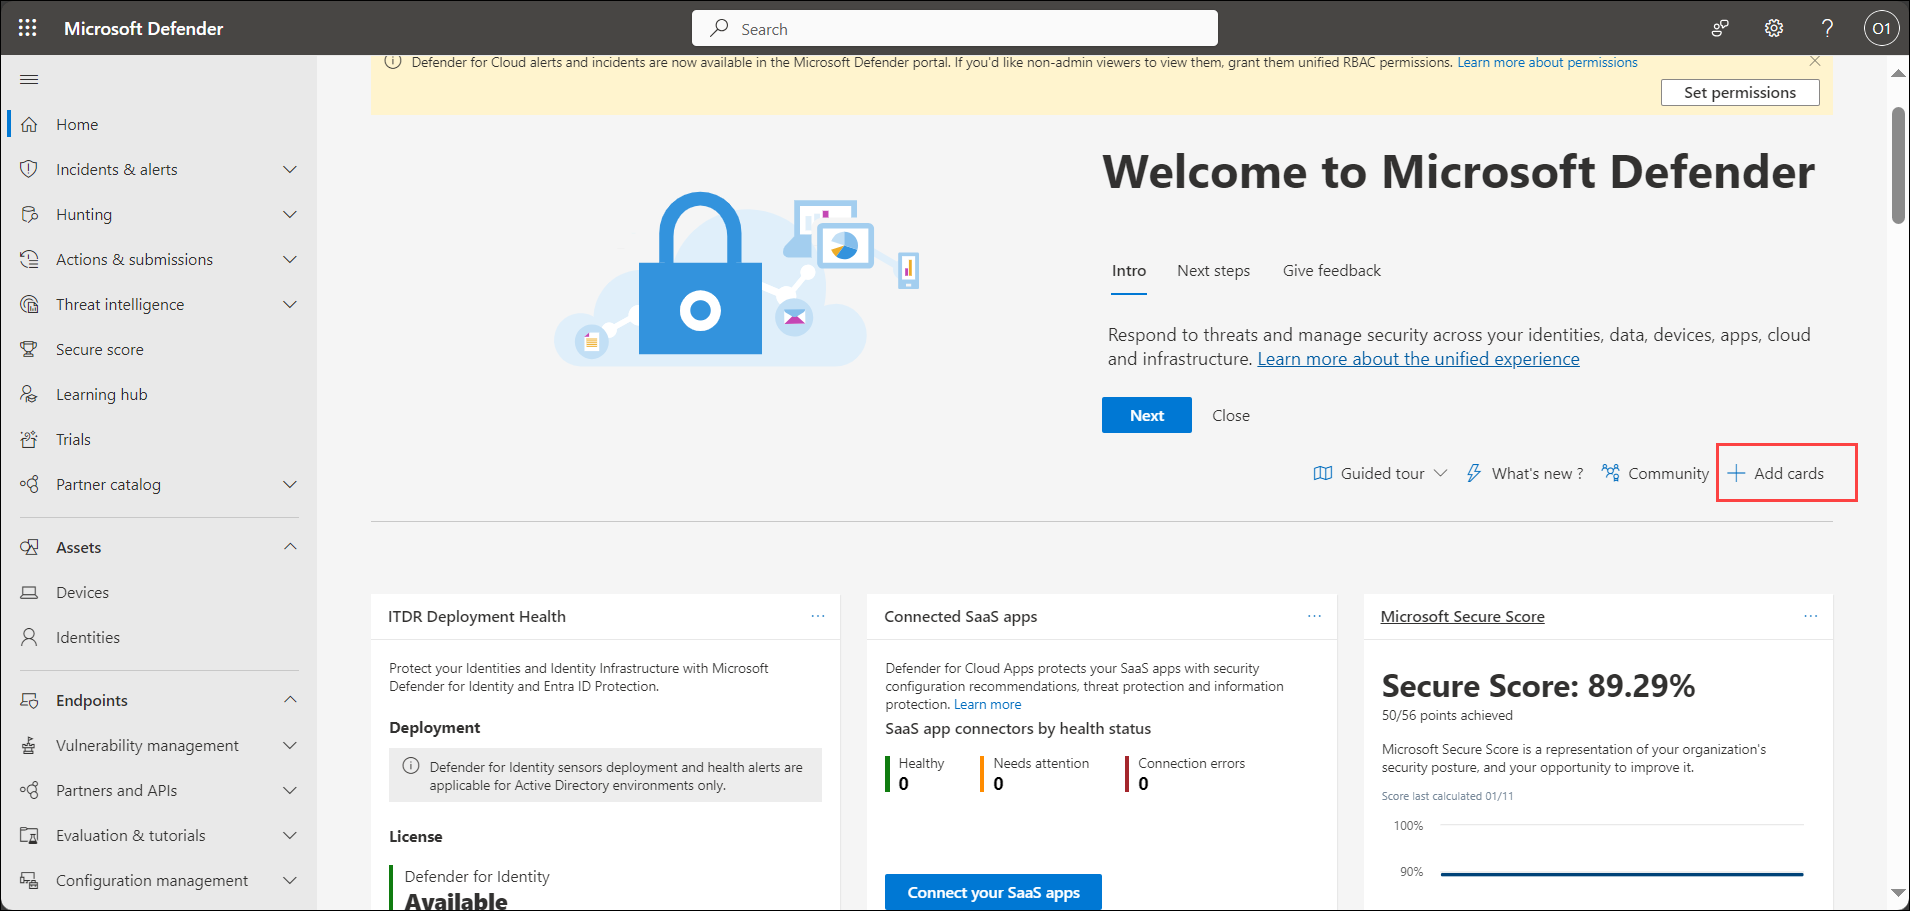 Microsoft Defender
Search
O1
Defender for Cloud alerts and incidents are now available in the Microsoft Defender portal. If you'd like non-admin viewers to view them, grant them unified RBAC permissions. Learn more about permissions
Set permissions
Home
Incidents & alerts
Hunting
Actions & submissions
Threat intelligence
Secure score
Learning hub
Trials
Partner catalog
Assets
Devices
Identities
Endpoints
Vulnerability management
Partners and APIs
Evaluation & tutorials
Configuration management
Welcome to Microsoft Defender
Intro Next steps Give feedback
Respond to threats and manage security across your identities, data, devices, apps, cloud
and infrastructure. Learn more about the unified experience
Next Close
Guided tour What's new ? Community Add cards
ITDR Deployment Health
Protect your Identities and Identity Infrastructure with Microsoft
Defender for Identity and Entra ID Protection.
Deployment
Defender for Identity sensors deployment and health alerts are
applicable for Active Directory environments only.
License
Defender for Identity
Available
Connected SaaS apps
Defender for Cloud Apps protects your SaaS apps with security
configuration recommendations, threat protection and information
protection. Learn more
SaaS app connectors by health status
Healthy Needs attention Connection errors
0 0 0
Connect your SaaS apps
Microsoft Secure Score
Secure Score: 89.29%
50/56 points achieved
Microsoft Secure Score is a representation of your organization's
security posture, and your opportunity to improve it.
Score last calculated 01/11
100%
90%